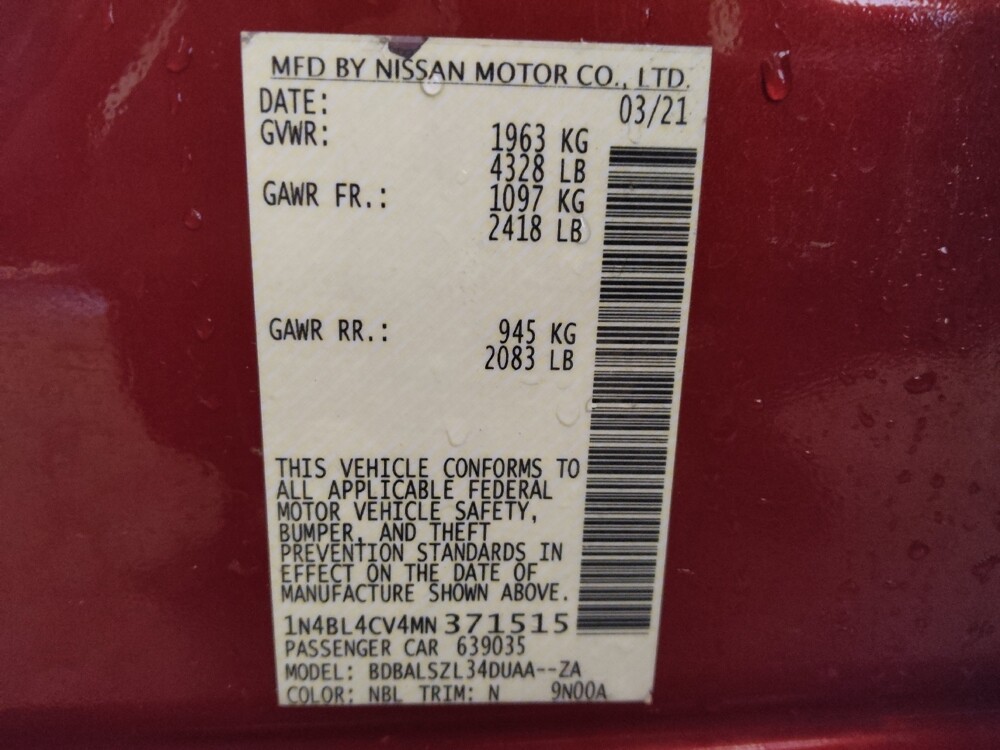 MFD BY NISSAN MOTOR CO., LTD.
DATE: 03/21
GVWR: 1963 KG
4328 LB
GAWR FR.: 1097 KG
2418 LB
GAWR RR.: 945 KG
2083 LB
THIS VEHICLE CONFORMS TO
ALL APPLICABLE FEDERAL
MOTOR VEHICLE SAFETY,
BUMPER, AND THEFT
PREVENTION STANDARDS IN
EFFECT ON THE DATE OF
MANUFACTURE SHOWN ABOVE.
1N4BL4CV4MN371515
PASSENGER CAR 639035
MODEL: BDBALSZL34DUAA--ZA
COLOR: NBL TRIM: N 9N00A